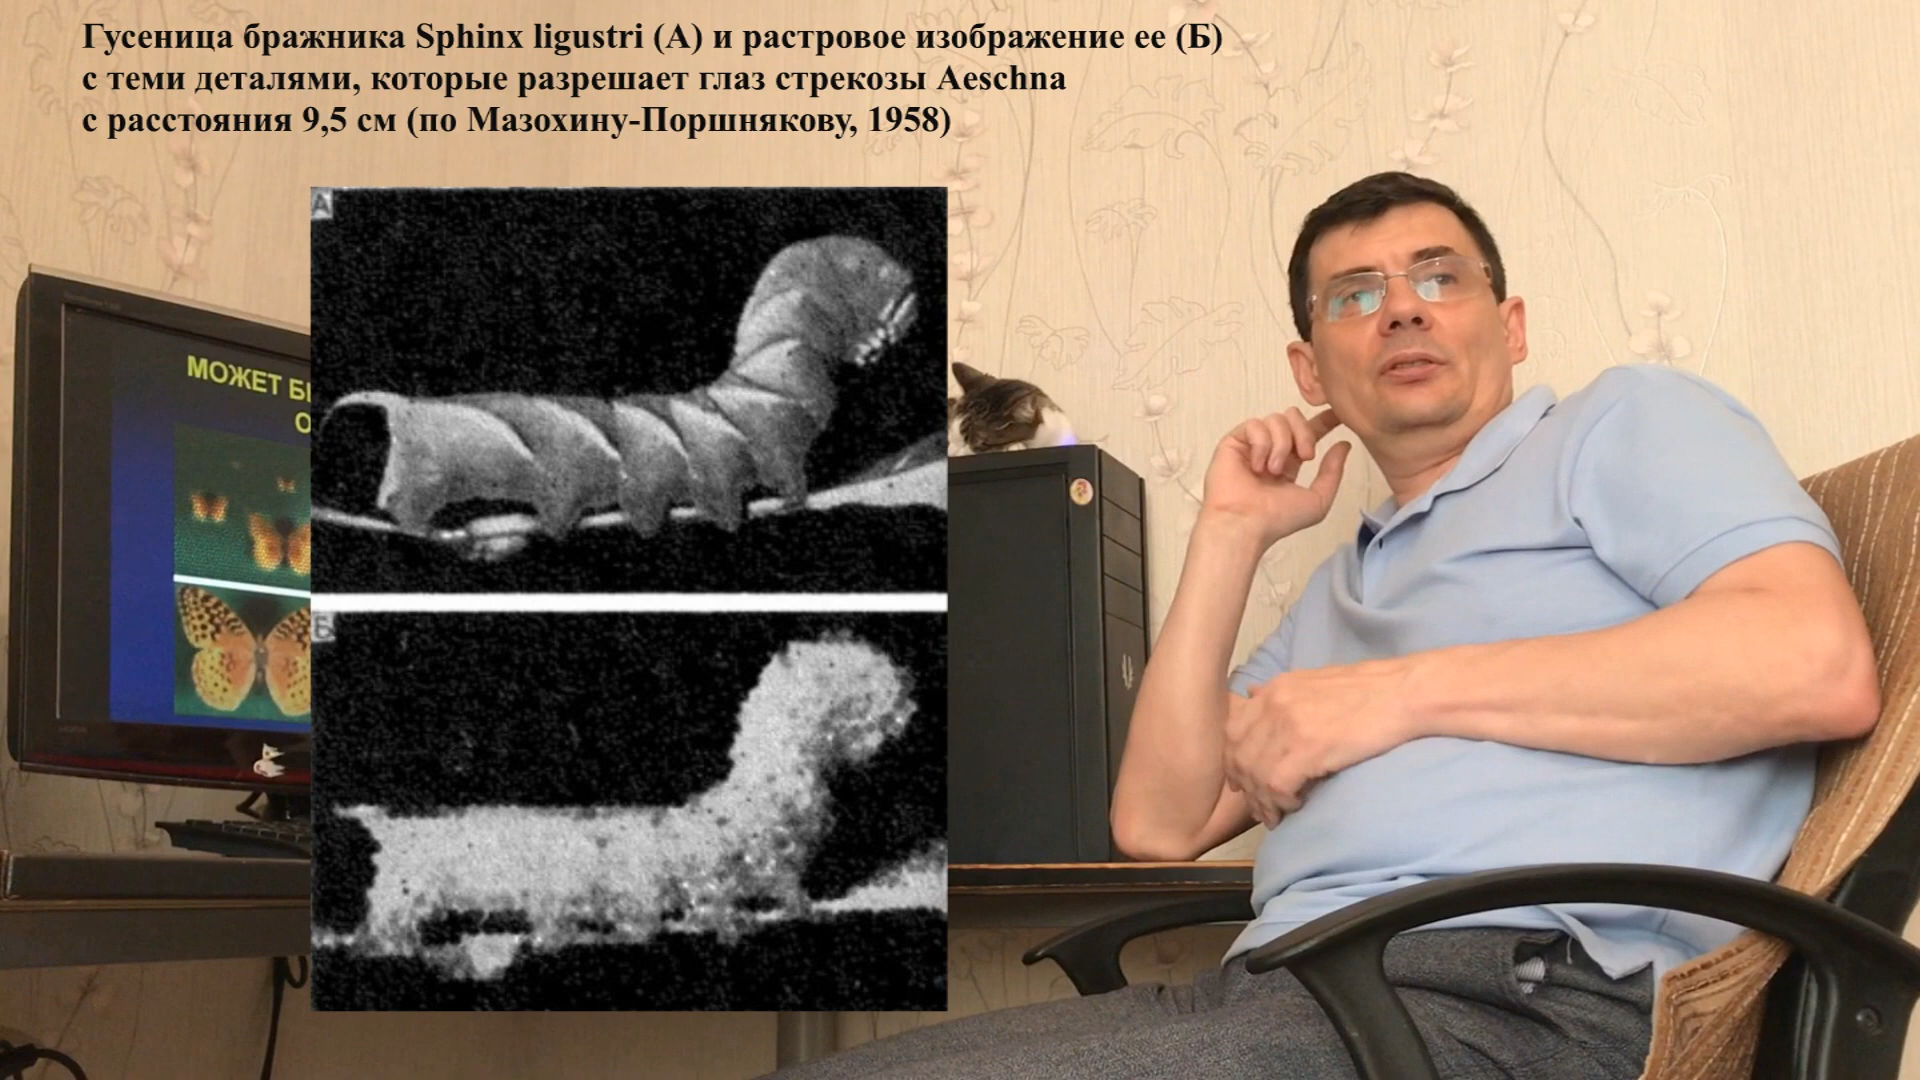 Гусеница бражника Sphinx ligustri (А) и растровое изображение ее (Б)
с теми деталями, которые разрешает глаз стрекозы Aeschna
с расстояния 9,5 см (по Мазохину-Поршнякову, 1958)
А
МОЖЕТ
Б